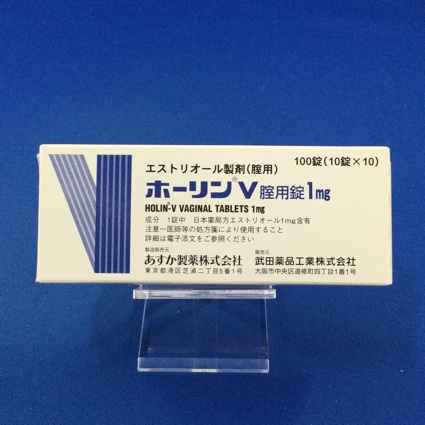 100錠(10錠×10)
エストリオール製剤(腟用)
ホーリン®V腟用錠1mg
HOLIN®-V VAGINAL TABLETS 1mg
成分 1錠中 日本薬局方エストリオール1mg含有
注意-医師等の処方箋により使用すること
詳細は電子添文をご参照ください
製造販売元
あすか製薬株式会社
東京都港区芝浦二丁目5番1号
販売元
武田薬品工業株式会社
大阪市中央区道修町四丁目1番1号